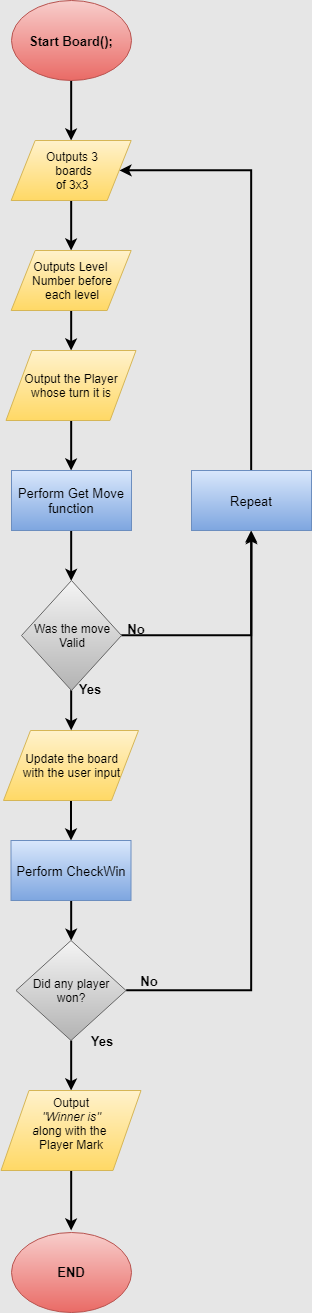 Start Board();
Outputs 3
boards
of 3x3
Outputs Level
Number before
each level
Output the Player
whose turn it is
Perform Get Move
function
Repeat
Was the move
Valid
No
Yes
Update the board
with the user input
Perform CheckWin
Did any player
won?
No
Yes
Output
"Winner is"
along with the
Player Mark
END